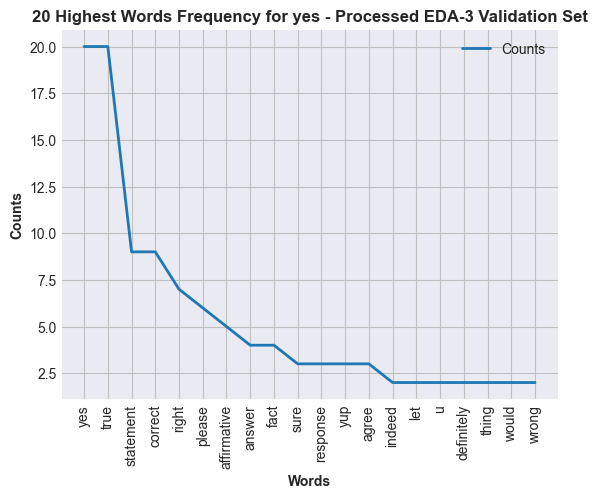 20 Highest Words Frequency for yes - Processed EDA-3 Validation Set
Counts
20.0
17.5
15.0
12.5
10.0
7.5
5.0
2.5
Counts
yes
true
statement
correct
right
please
affirmative
answer
fact
sure
response
yup
agree
indeed
let
u
definitely
thing
would
wrong
Words